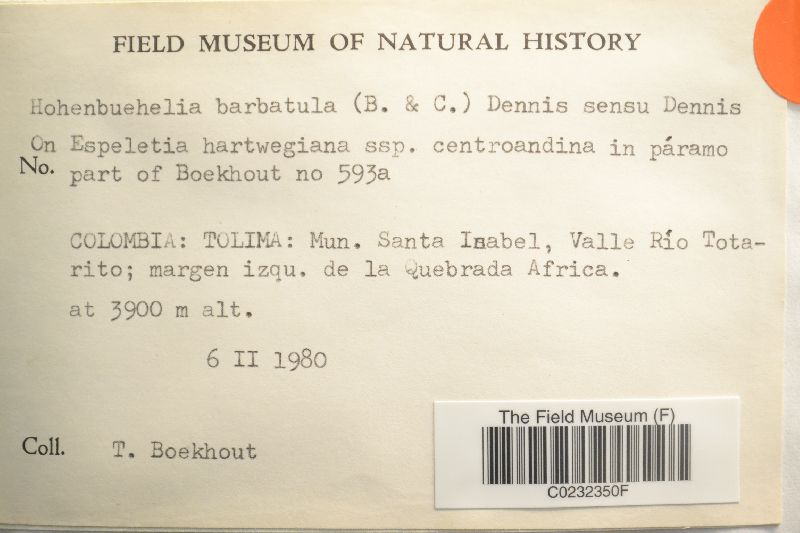 FIELD MUSEUM OF NATURAL HISTORY
Hohenbuehelia barbatula (B. & C.) Dennis sensu Dennis
On Espeletia hartwegiana ssp. centroandina in páramo
No. part of Boekhout no 593a
COLOMBIA: TOLIMA: Mun. Santa Isabel, Valle Río Tota-
rito; margen izqu. de la Quebrada Africa.
at 3900 m alt.
6 II 1980
Coll. T. Boekhout
The Field Museum (F)
C0232350F